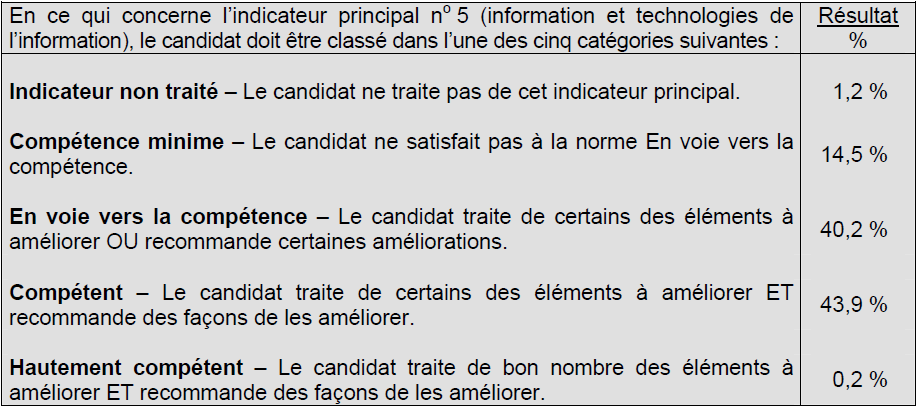 En ce qui concerne l'indicateur principal nº 5 (information et technologies de
l'information), le candidat doit être classé dans l'une des cinq catégories suivantes :
Résultat
%
Indicateur non traité – Le candidat ne traite pas de cet indicateur principal.
1,2 %
Compétence minime – Le candidat ne satisfait pas à la norme En voie vers la
compétence.
14,5 %
En voie vers la compétence – Le candidat traite de certains des éléments à
améliorer OU recommande certaines améliorations.
40,2 %
Compétent – Le candidat traite de certains des éléments à améliorer ET
recommande des façons de les améliorer.
43,9 %
Hautement compétent – Le candidat traite de bon nombre des éléments à
améliorer ET recommande des façons de les améliorer.
0,2 %